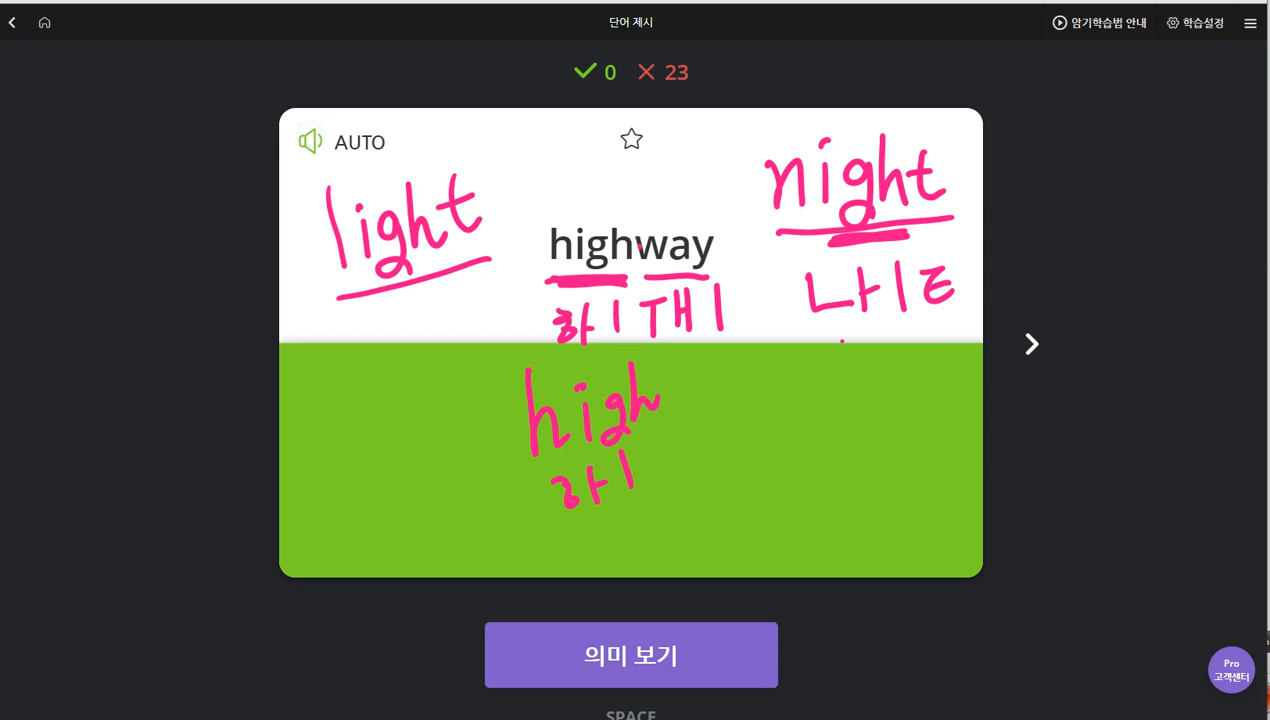 단어 제시
암기학습법 안내
학습설정
0
23
AUTO
light
night
highway
하이
나이트
high
하이
의미 보기
SPACE
Pro
고객센터